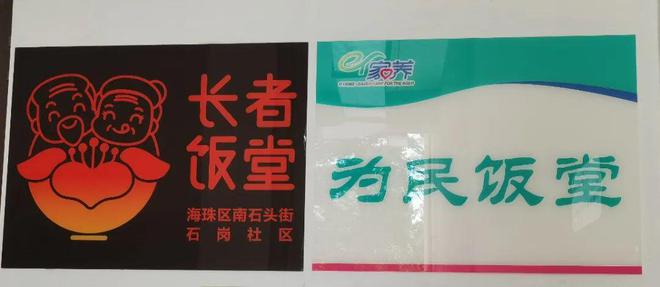 长者
饭堂
海珠区南石头街
石岗社区
e家养
为民饭堂